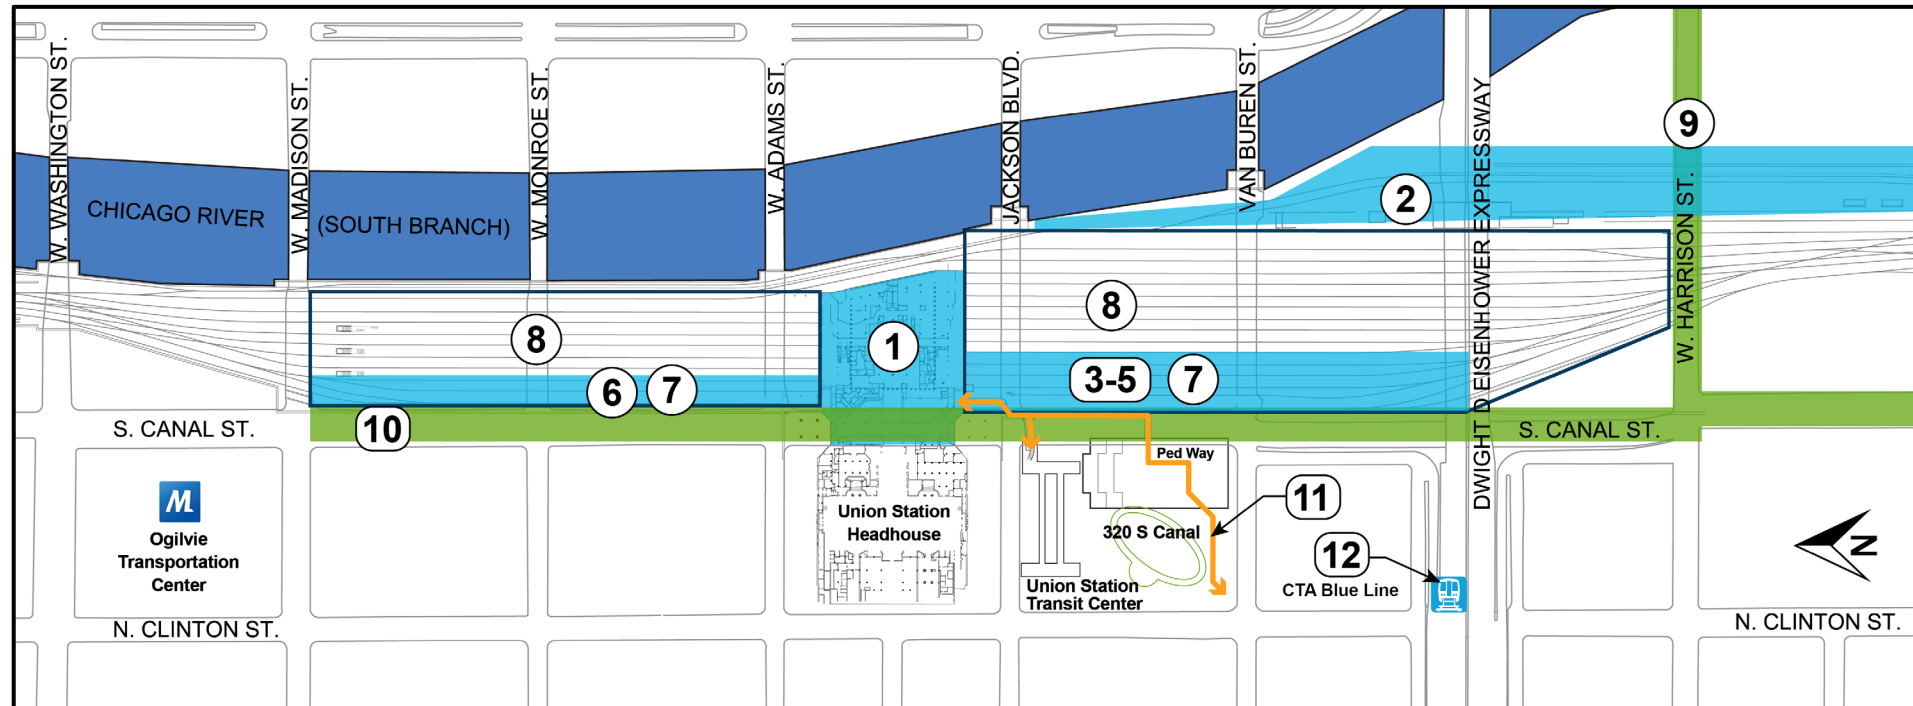 W. WASHINGTON ST.
W. MADISON ST.
W. MONROE ST.
W. ADAMS ST.
JACKSON BLVD.
VAN BUREN ST.
DWIGHT D EISENHOWER EXPRESSWAY
W. HARRISON ST.
CHICAGO RIVER
(SOUTH BRANCH)
9
2
8
8
1
6
7
3-5
7
10
S. CANAL ST.
S. CANAL ST.
Ped Way
M
Ogilvie
Transportation
Center
Union Station
Headhouse
320 S Canal
11
12
CTA Blue Line
Union Station
Transit Center
N
N. CLINTON ST.
N. CLINTON ST.